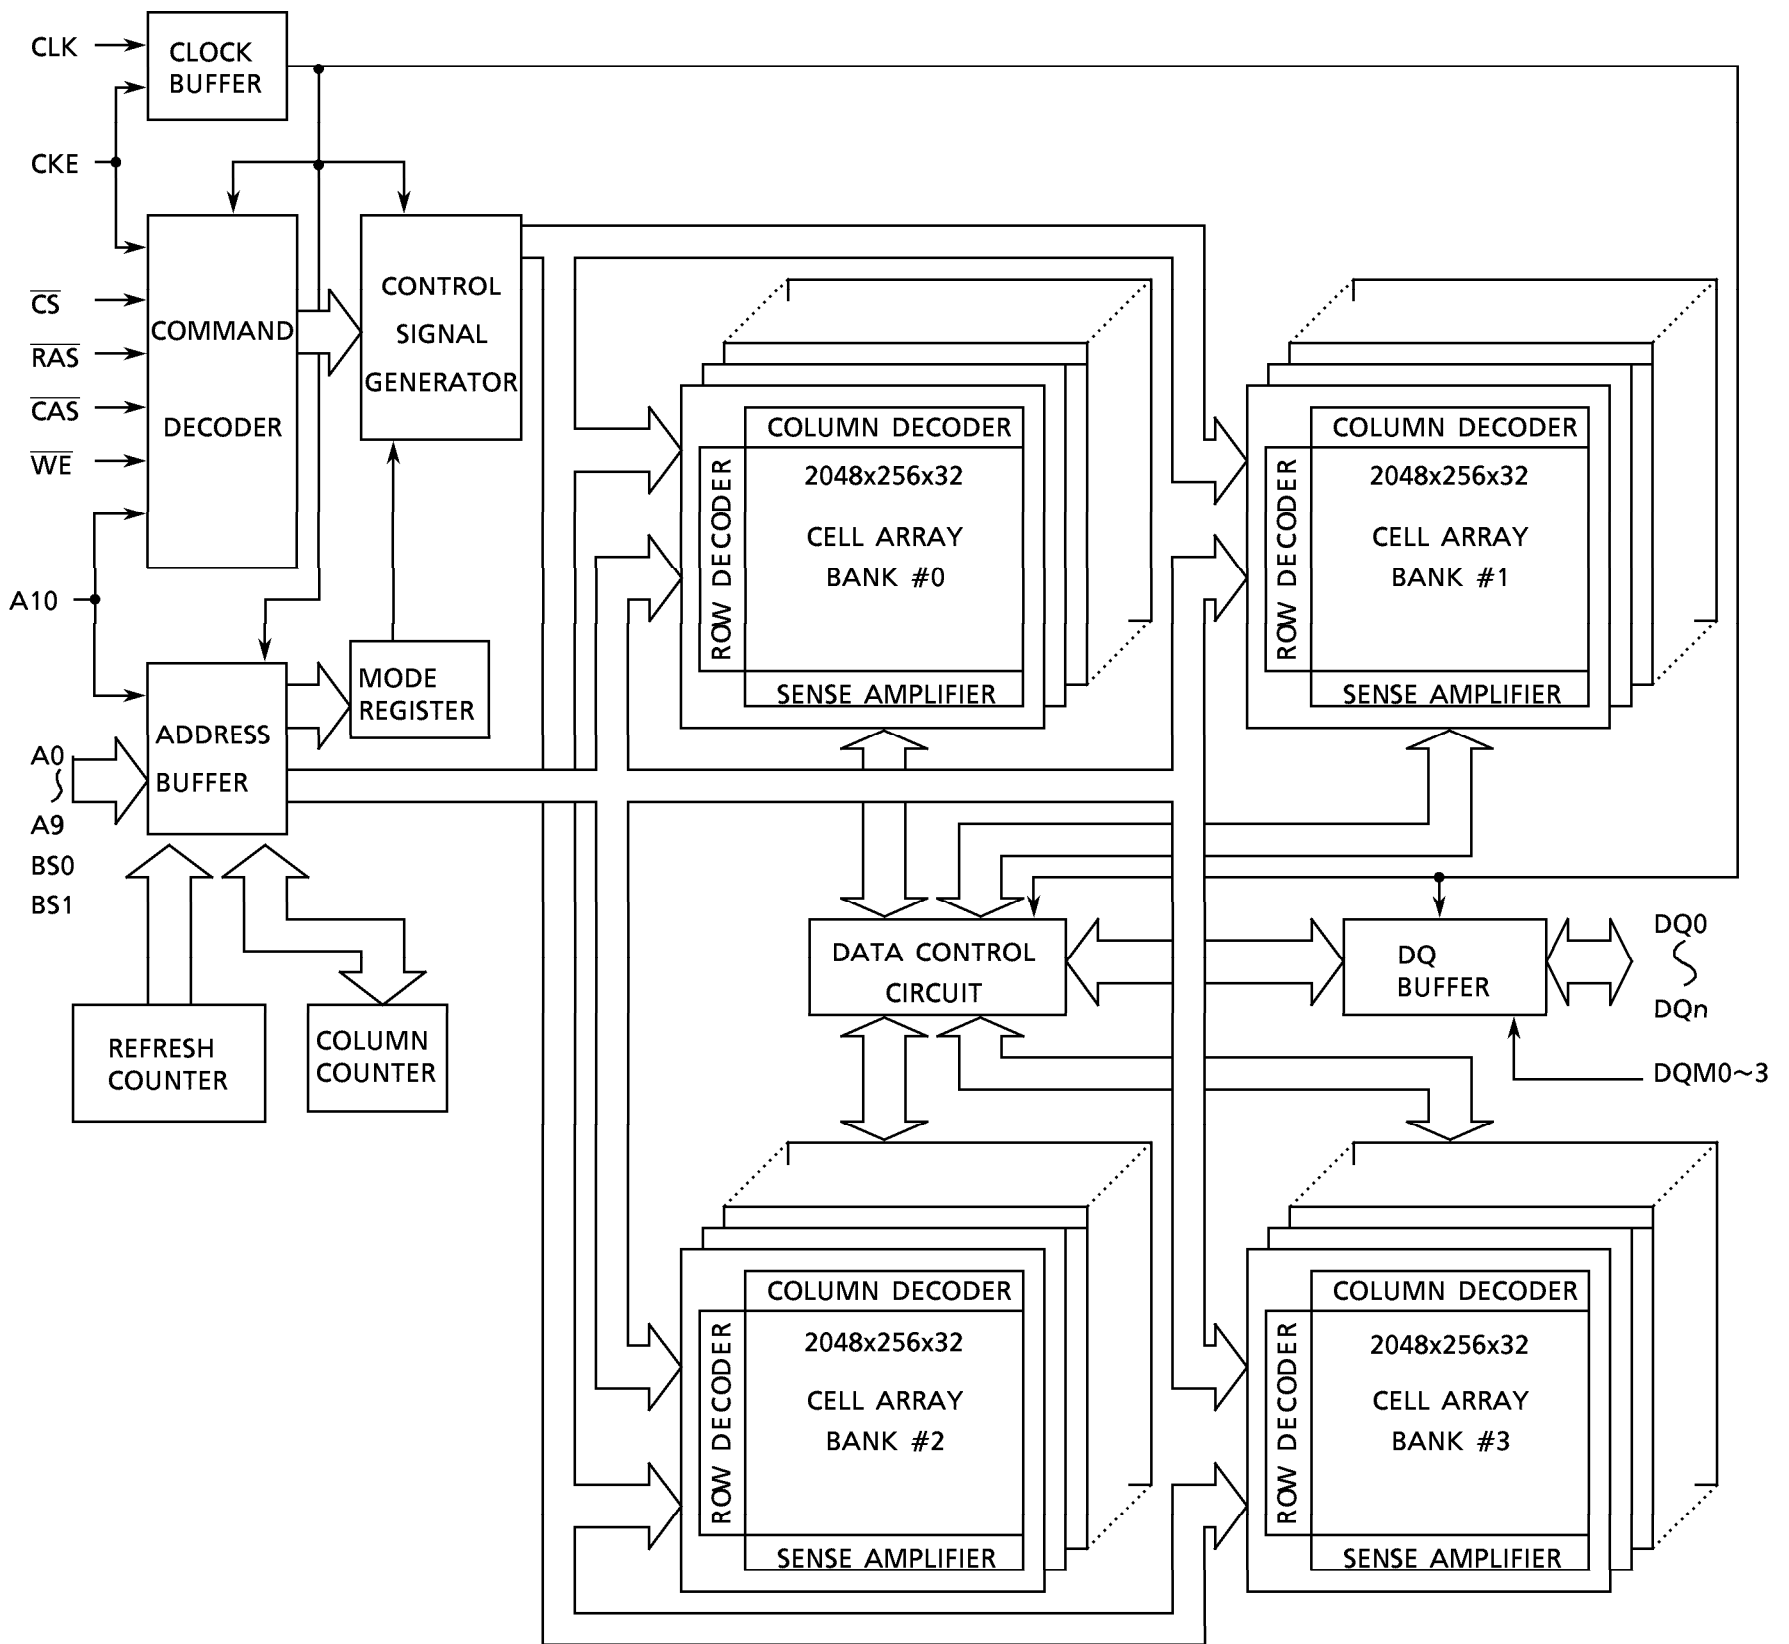 CLK
CLOCK
BUFFER
CKE
CS
RAS
CAS
WE
A10
COMMAND
DECODER
CONTROL
SIGNAL
GENERATOR
MODE
REGISTER
A0
A9
BS0
BS1
ADDRESS
BUFFER
REFRESH
COUNTER
COLUMN
COUNTER
COLUMN DECODER
ROW DECODER
2048x256x32
CELL ARRAY
BANK #0
SENSE AMPLIFIER
COLUMN DECODER
ROW DECODER
2048x256x32
CELL ARRAY
BANK #1
SENSE AMPLIFIER
DATA CONTROL
CIRCUIT
DQ
BUFFER
DQ0
DQn
DQM0~3
COLUMN DECODER
ROW DECODER
2048x256x32
CELL ARRAY
BANK #2
SENSE AMPLIFIER
COLUMN DECODER
ROW DECODER
2048x256x32
CELL ARRAY
BANK #3
SENSE AMPLIFIER